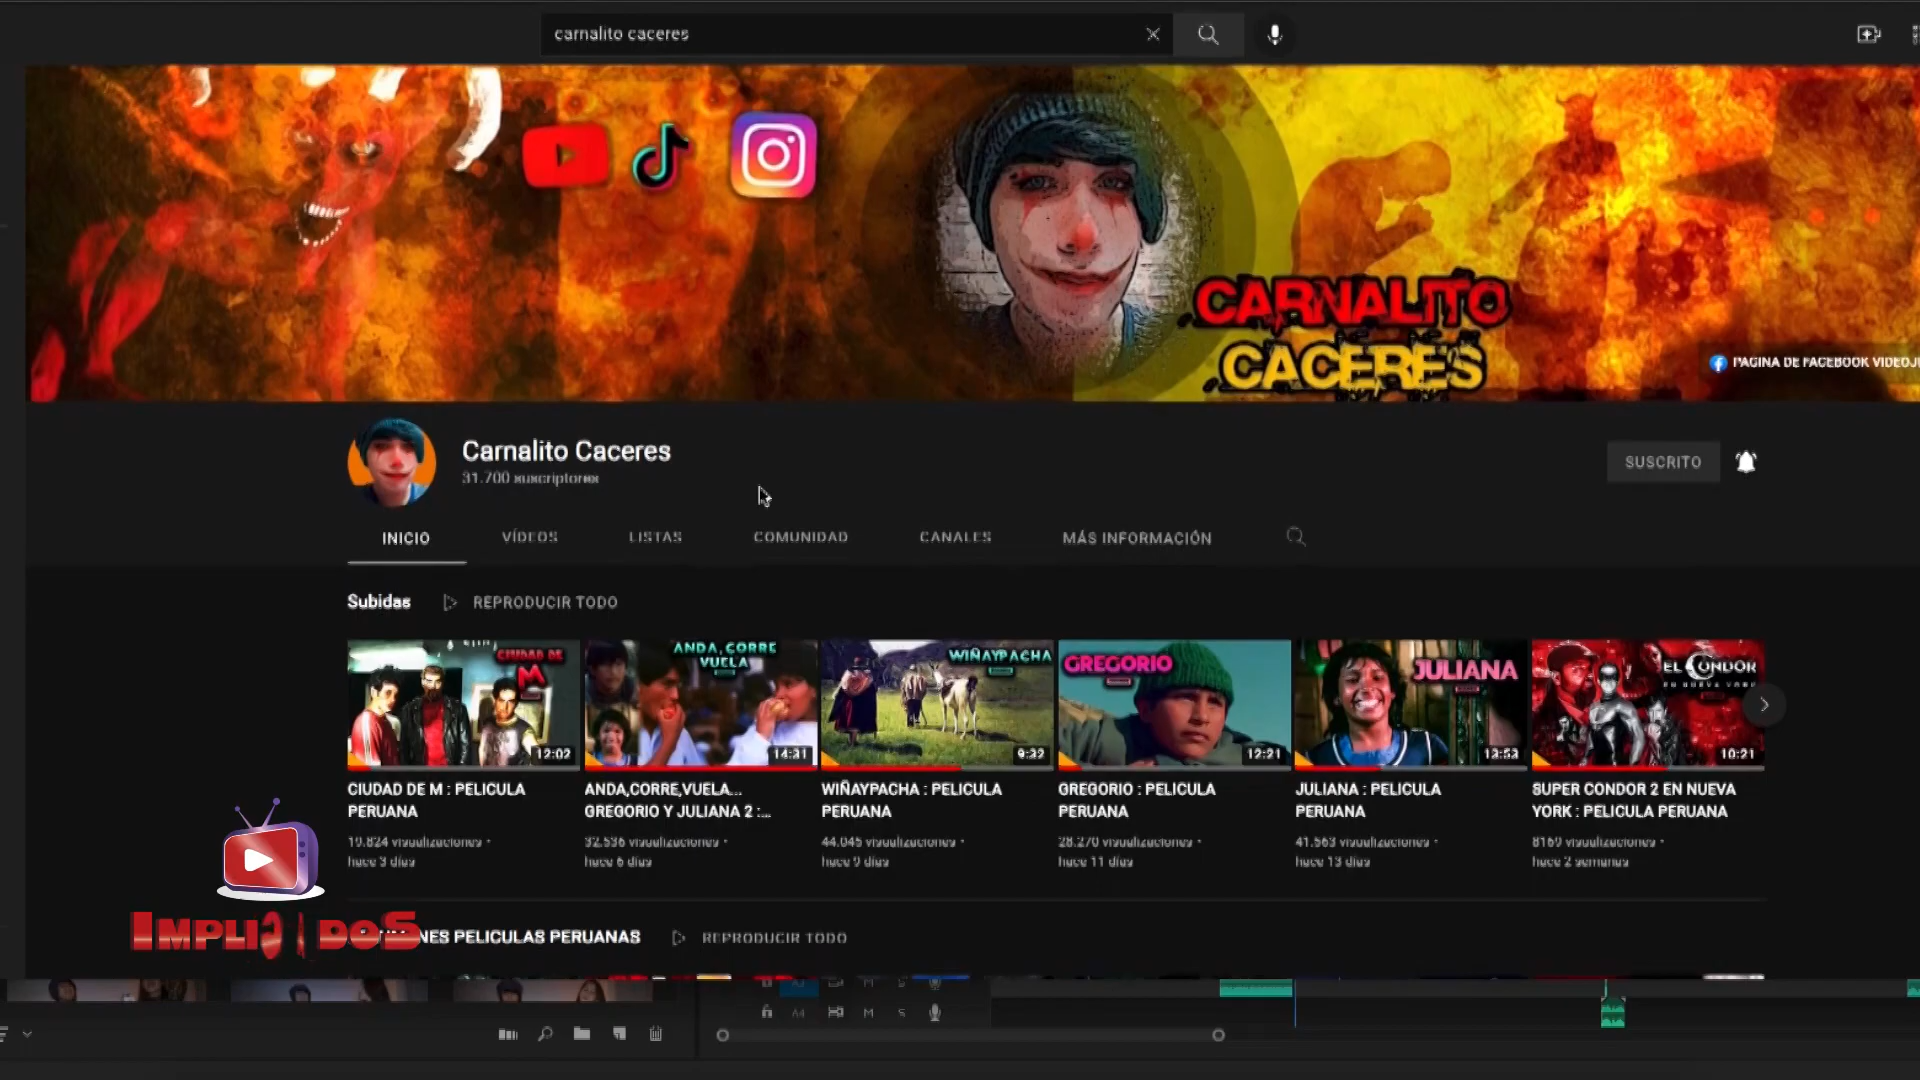 carnalito caceres
CARNALITO
CACERES
PAGINA DE FACEBOOK
Carnalito Caceres
31.700 suscriptores
SUSCRITO
INICIO VÍDEOS LISTAS COMUNIDAD CANALES MÁS INFORMACIÓN
Subidas REPRODUCIR TODO
CIUDAD DE
M
12:02
ANDA, CORRE
VUELA
14:31
WIÑAYPACHA
9:32
GREGORIO
12:21
JULIANA
13:53
EL CONDOR
EN NUEVA YORK
10:21
CIUDAD DE M : PELICULA
PERUANA
19.824 visualizaciones •
hace 3 días
ANDA,CORRE,VUELA...
GREGORIO Y JULIANA 2 :...
32.536 visualizaciones •
hace 6 días
WIÑAYPACHA : PELICULA
PERUANA
44.045 visualizaciones •
hace 9 días
GREGORIO : PELICULA
PERUANA
28.270 visualizaciones •
hace 11 días
JULIANA : PELICULA
PERUANA
41.563 visualizaciones •
hace 13 días
SUPER CONDOR 2 EN NUEVA
YORK : PELICULA PERUANA
8169 visualizaciones •
hace 2 semanas
PELICULAS PERUANAS REPRODUCIR TODO
A4 M S